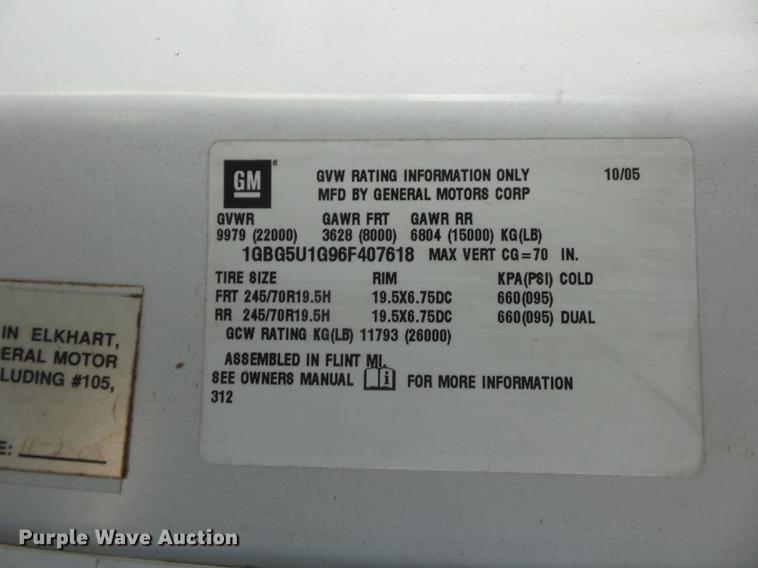 GM ®
GVW RATING INFORMATION ONLY 10/05
MFD BY GENERAL MOTORS CORP
GVWR GAWR FRT GAWR RR
9979 (22000) 3628 (8000) 6804 (15000) KG(LB)
1GBG5U1G96F407618 MAX VERT CG=70 IN.
TIRE SIZE RIM KPA(PSI) COLD
FRT 245/70R19.5H 19.5X6.75DC 660(095)
RR 245/70R19.5H 19.5X6.75DC 660(095) DUAL
GCW RATING KG(LB) 11793 (26000)
ASSEMBLED IN FLINT MI.
SEE OWNERS MANUAL i FOR MORE INFORMATION
312
IN ELKHART,
ERAL MOTOR
LUDING #105,
E: 11-2-05
Purple Wave Auction